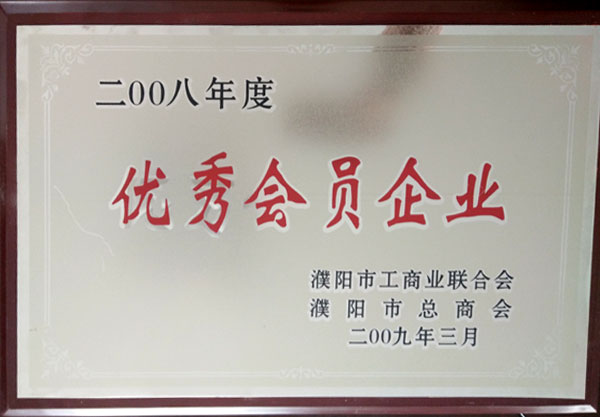 二00八年度
优秀会员企业
濮阳市工商业联合会
濮阳市总商会
二00九年三月